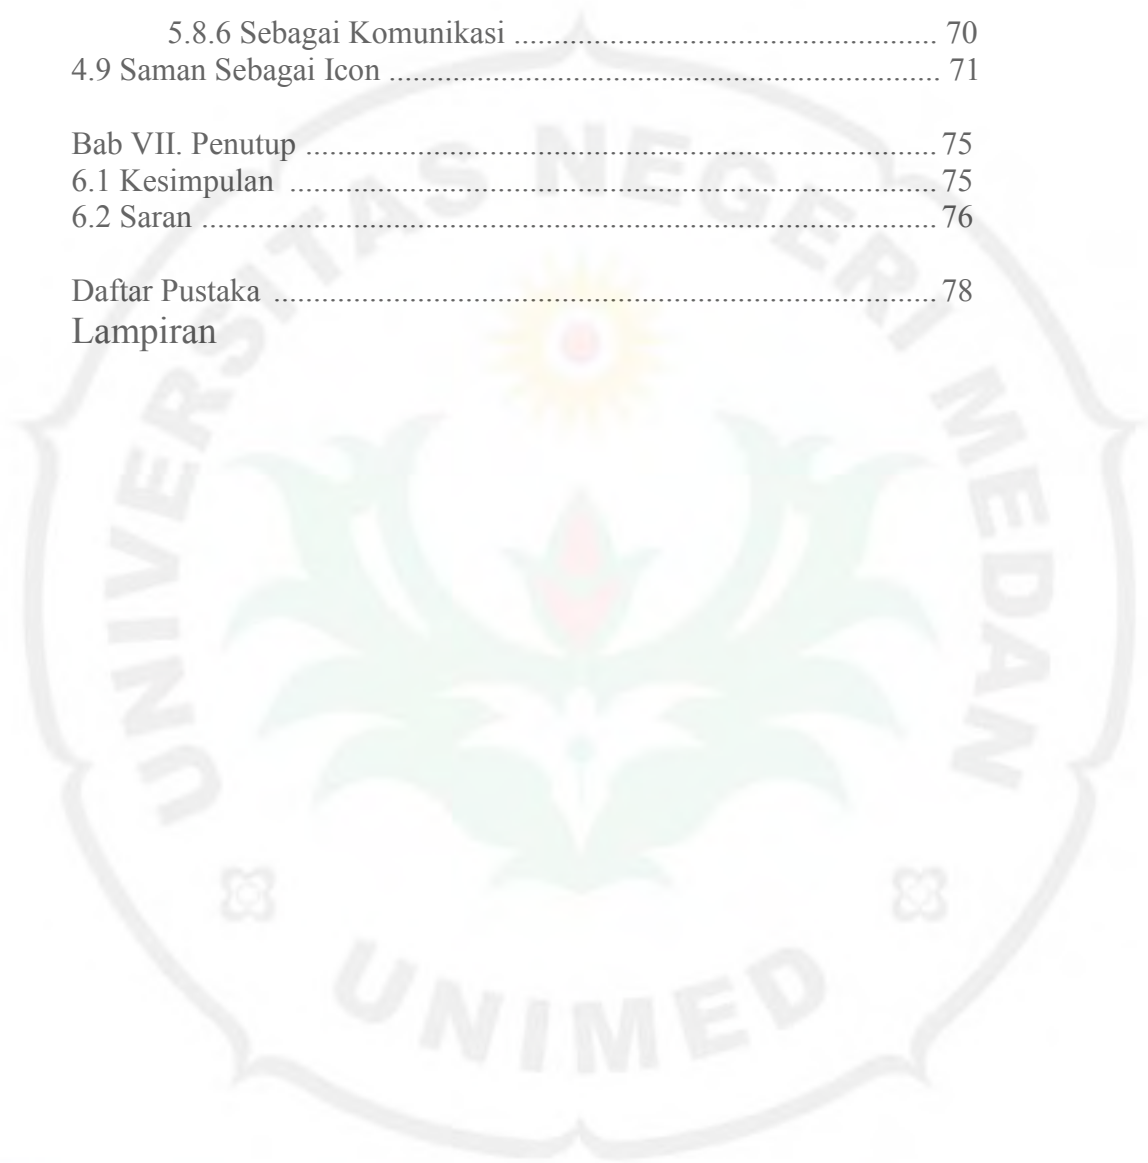 5.8.6 Sebagai Komunikasi ..................................................... 70
4.9 Saman Sebagai Icon ..................................................................... 71
Bab VII. Penutup ............................................................................... 75
6.1 Kesimpulan ................................................................................. 75
6.2 Saran ............................................................................................ 76
Daftar Pustaka ................................................................................... 78
Lampiran
UNIVERSITAS NEGERI MEDAN
UNIMED